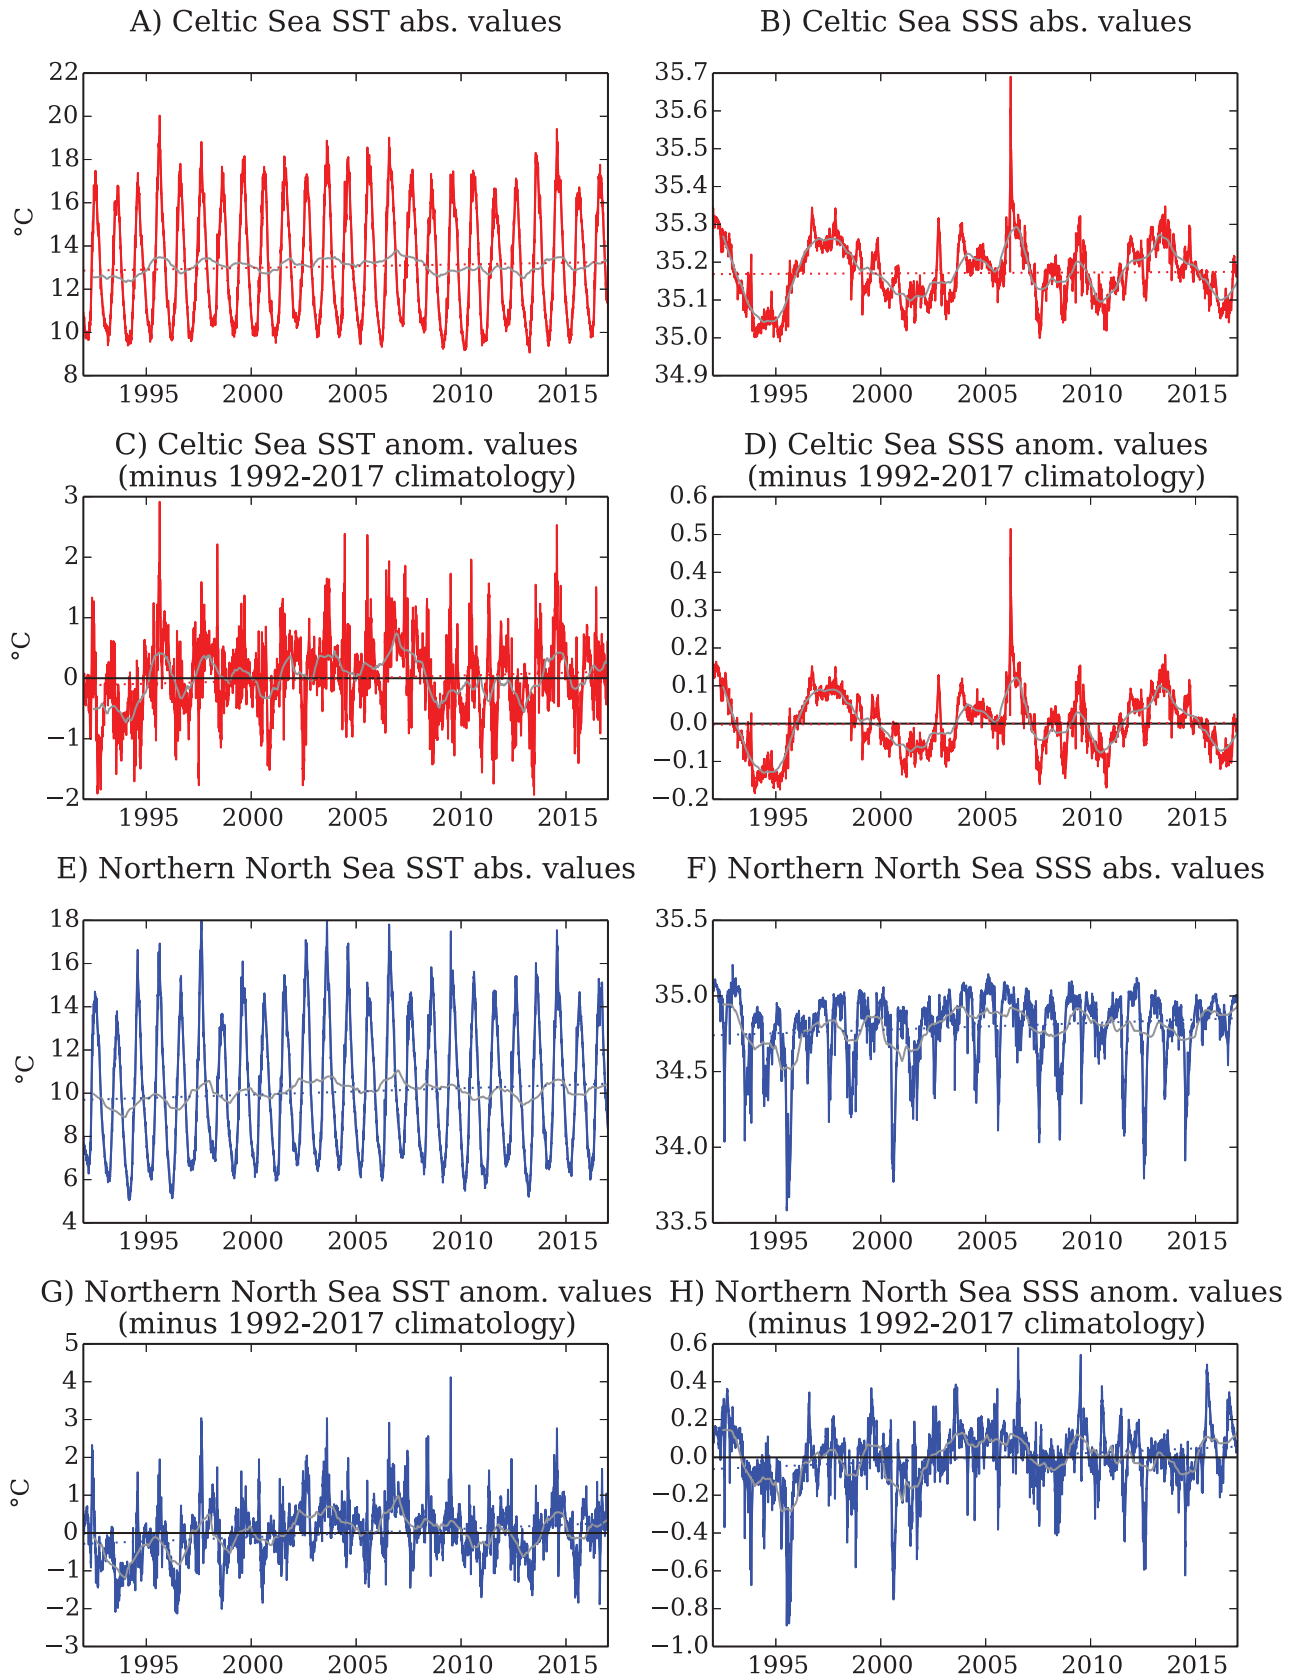 A) Celtic Sea SST abs. values
B) Celtic Sea SSS abs. values
22
20
18
16
14
12
10
8
°C
1995 2000 2005 2010 2015
35.7
35.6
35.5
35.4
35.3
35.2
35.1
35.0
34.9
1995 2000 2005 2010 2015
C) Celtic Sea SST anom. values
(minus 1992-2017 climatology)
D) Celtic Sea SSS anom. values
(minus 1992-2017 climatology)
3
2
1
0
−1
−2
°C
1995 2000 2005 2010 2015
0.6
0.5
0.4
0.3
0.2
0.1
0.0
−0.1
−0.2
1995 2000 2005 2010 2015
E) Northern North Sea SST abs. values
F) Northern North Sea SSS abs. values
18
16
14
12
10
8
6
4
°C
1995 2000 2005 2010 2015
35.5
35.0
34.5
34.0
33.5
1995 2000 2005 2010 2015
G) Northern North Sea SST anom. values
(minus 1992-2017 climatology)
H) Northern North Sea SSS anom. values
(minus 1992-2017 climatology)
5
4
3
2
1
0
−1
−2
−3
°C
1995 2000 2005 2010 2015
0.6
0.4
0.2
0.0
−0.2
−0.4
−0.6
−0.8
−1.0
1995 2000 2005 2010 2015